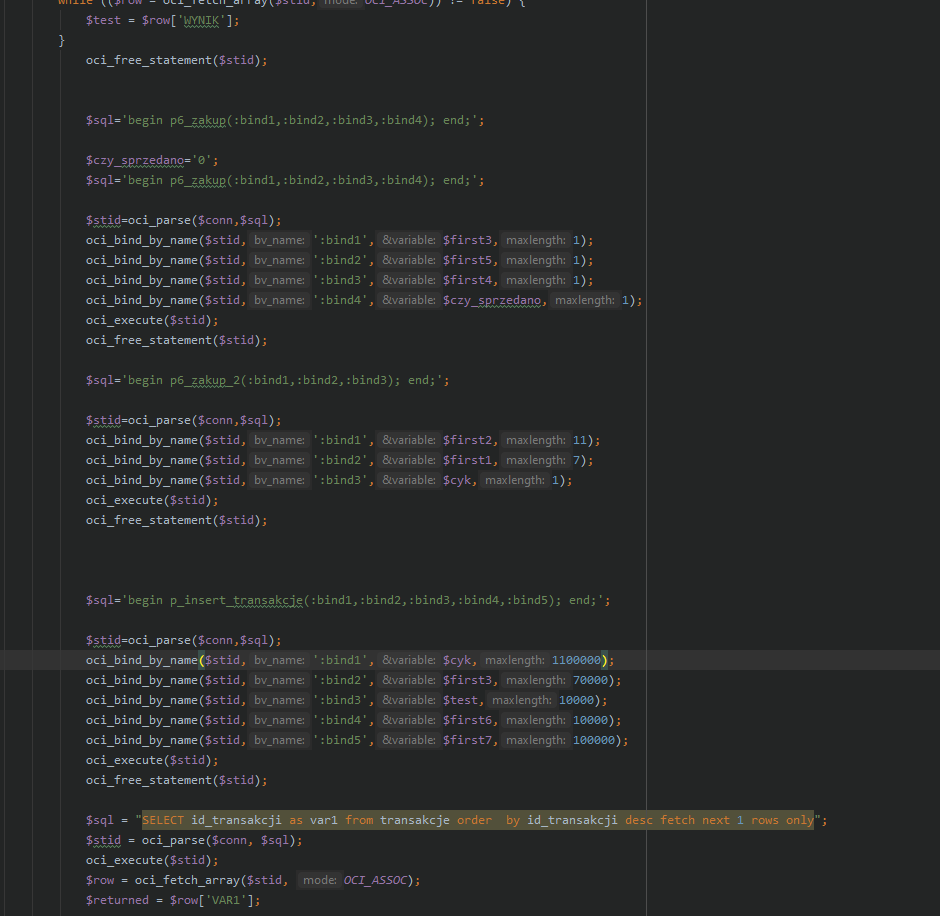 while (($row = oci_fetch_array($stid, mode: OCI_ASSOC)) != false) {
$test = $row['WYNIK'];
}
oci_free_statement($stid);
$sql='begin p6_zakup(:bind1,:bind2,:bind3,:bind4); end;';
$czy_sprzedano='0';
$sql='begin p6_zakup(:bind1,:bind2,:bind3,:bind4); end;';
$stid=oci_parse($conn,$sql);
oci_bind_by_name($stid, bv_name: ':bind1', &variable: $first3, maxlength: 1);
oci_bind_by_name($stid, bv_name: ':bind2', &variable: $first5, maxlength: 1);
oci_bind_by_name($stid, bv_name: ':bind3', &variable: $first4, maxlength: 1);
oci_bind_by_name($stid, bv_name: ':bind4', &variable: $czy_sprzedano, maxlength: 1);
oci_execute($stid);
oci_free_statement($stid);
$sql='begin p6_zakup_2(:bind1,:bind2,:bind3); end;';
$stid=oci_parse($conn,$sql);
oci_bind_by_name($stid, bv_name: ':bind1', &variable: $first2, maxlength: 11);
oci_bind_by_name($stid, bv_name: ':bind2', &variable: $first1, maxlength: 7);
oci_bind_by_name($stid, bv_name: ':bind3', &variable: $cyk, maxlength: 1);
oci_execute($stid);
oci_free_statement($stid);
$sql='begin p_insert_transakcje(:bind1,:bind2,:bind3,:bind4,:bind5); end;';
$stid=oci_parse($conn,$sql);
oci_bind_by_name($stid, bv_name: ':bind1', &variable: $cyk, maxlength: 1100000);
oci_bind_by_name($stid, bv_name: ':bind2', &variable: $first3, maxlength: 70000);
oci_bind_by_name($stid, bv_name: ':bind3', &variable: $test, maxlength: 10000);
oci_bind_by_name($stid, bv_name: ':bind4', &variable: $first6, maxlength: 10000);
oci_bind_by_name($stid, bv_name: ':bind5', &variable: $first7, maxlength: 100000);
oci_execute($stid);
oci_free_statement($stid);
$sql = "SELECT id_transakcji as var1 from transakcje order  by id_transakcji desc fetch next 1 rows only";
$stid = oci_parse($conn, $sql);
oci_execute($stid);
$row = oci_fetch_array($stid, mode: OCI_ASSOC);
$returned = $row['VAR1'];